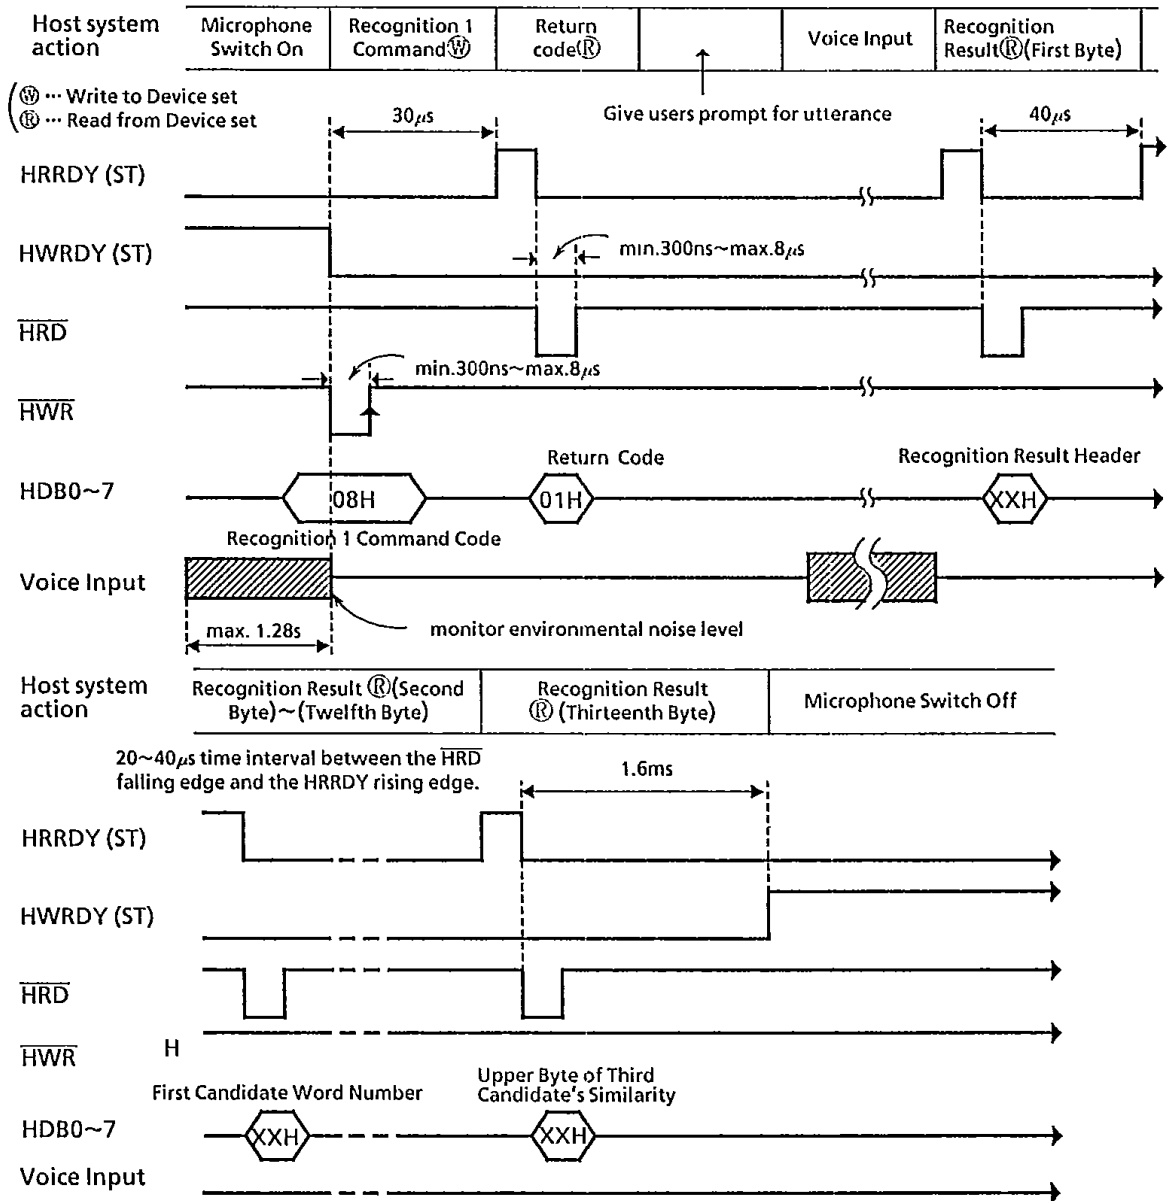 Host system action
Microphone Switch On
Recognition 1 Command Ⓦ
Return code Ⓡ
Voice Input
Recognition Result Ⓡ (First Byte)
Ⓦ ··· Write to Device set
Ⓡ ··· Read from Device set
30μs
Give users prompt for utterance
40μs
HRRDY (ST)
HWRDY (ST)
min.300ns~max.8μs
HRD
min.300ns~max.8μs
HWR
Return Code
Recognition Result Header
HDB0~7
08H
01H
XXH
Recognition 1 Command Code
Voice Input
max. 1.28s
monitor environmental noise level
Host system action
Recognition Result Ⓡ (Second Byte)~(Twelfth Byte)
Recognition Result Ⓡ (Thirteenth Byte)
Microphone Switch Off
20~40μs time interval between the HRD
falling edge and the HRRDY rising edge.
1.6ms
HRRDY (ST)
HWRDY (ST)
HRD
HWR
H
First Candidate Word Number
Upper Byte of Third
Candidate's Similarity
HDB0~7
XXH
XXH
Voice Input